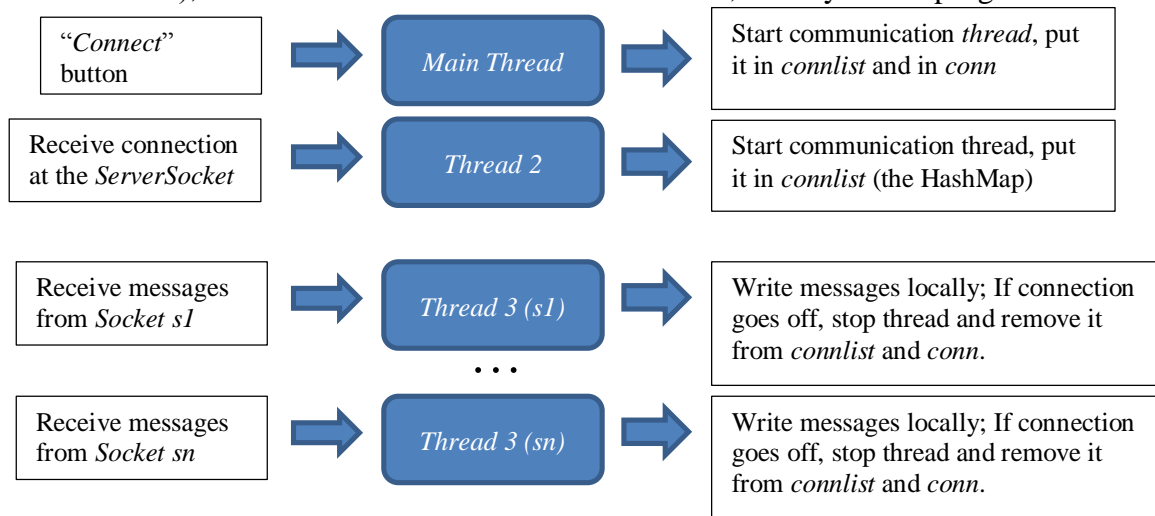 “Connect”
button
Main Thread
Start communication thread, put
it in connlist and in conn
Receive connection
at the ServerSocket
Thread 2
Start communication thread, put
it in connlist (the HashMap)
Receive messages
from Socket s1
Thread 3 (s1)
Write messages locally; If connection
goes off, stop thread and remove it
from connlist and conn.
. . .
Receive messages
from Socket sn
Thread 3 (sn)
Write messages locally; If connection
goes off, stop thread and remove it
from connlist and conn.